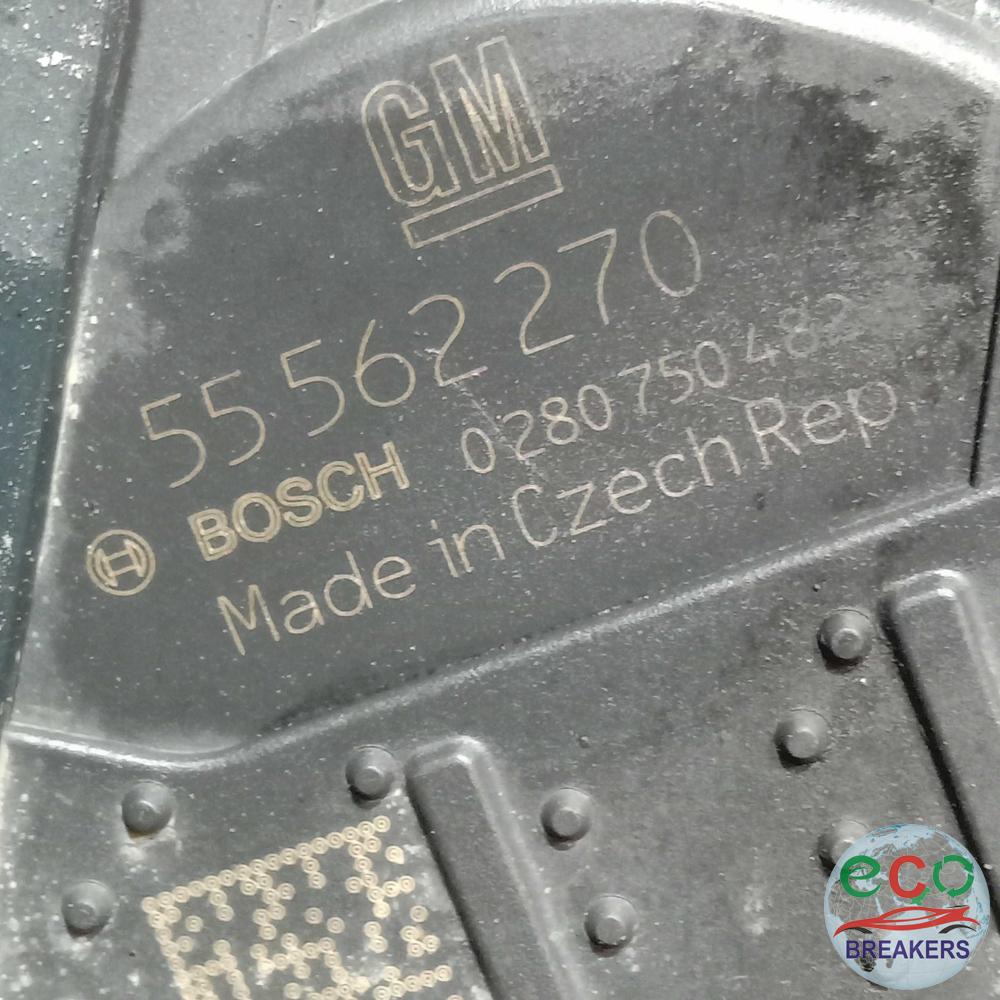 GM
55 562 270
BOSCH 0 280 750 482
Made in Czech Rep.
eco
BREAKERS